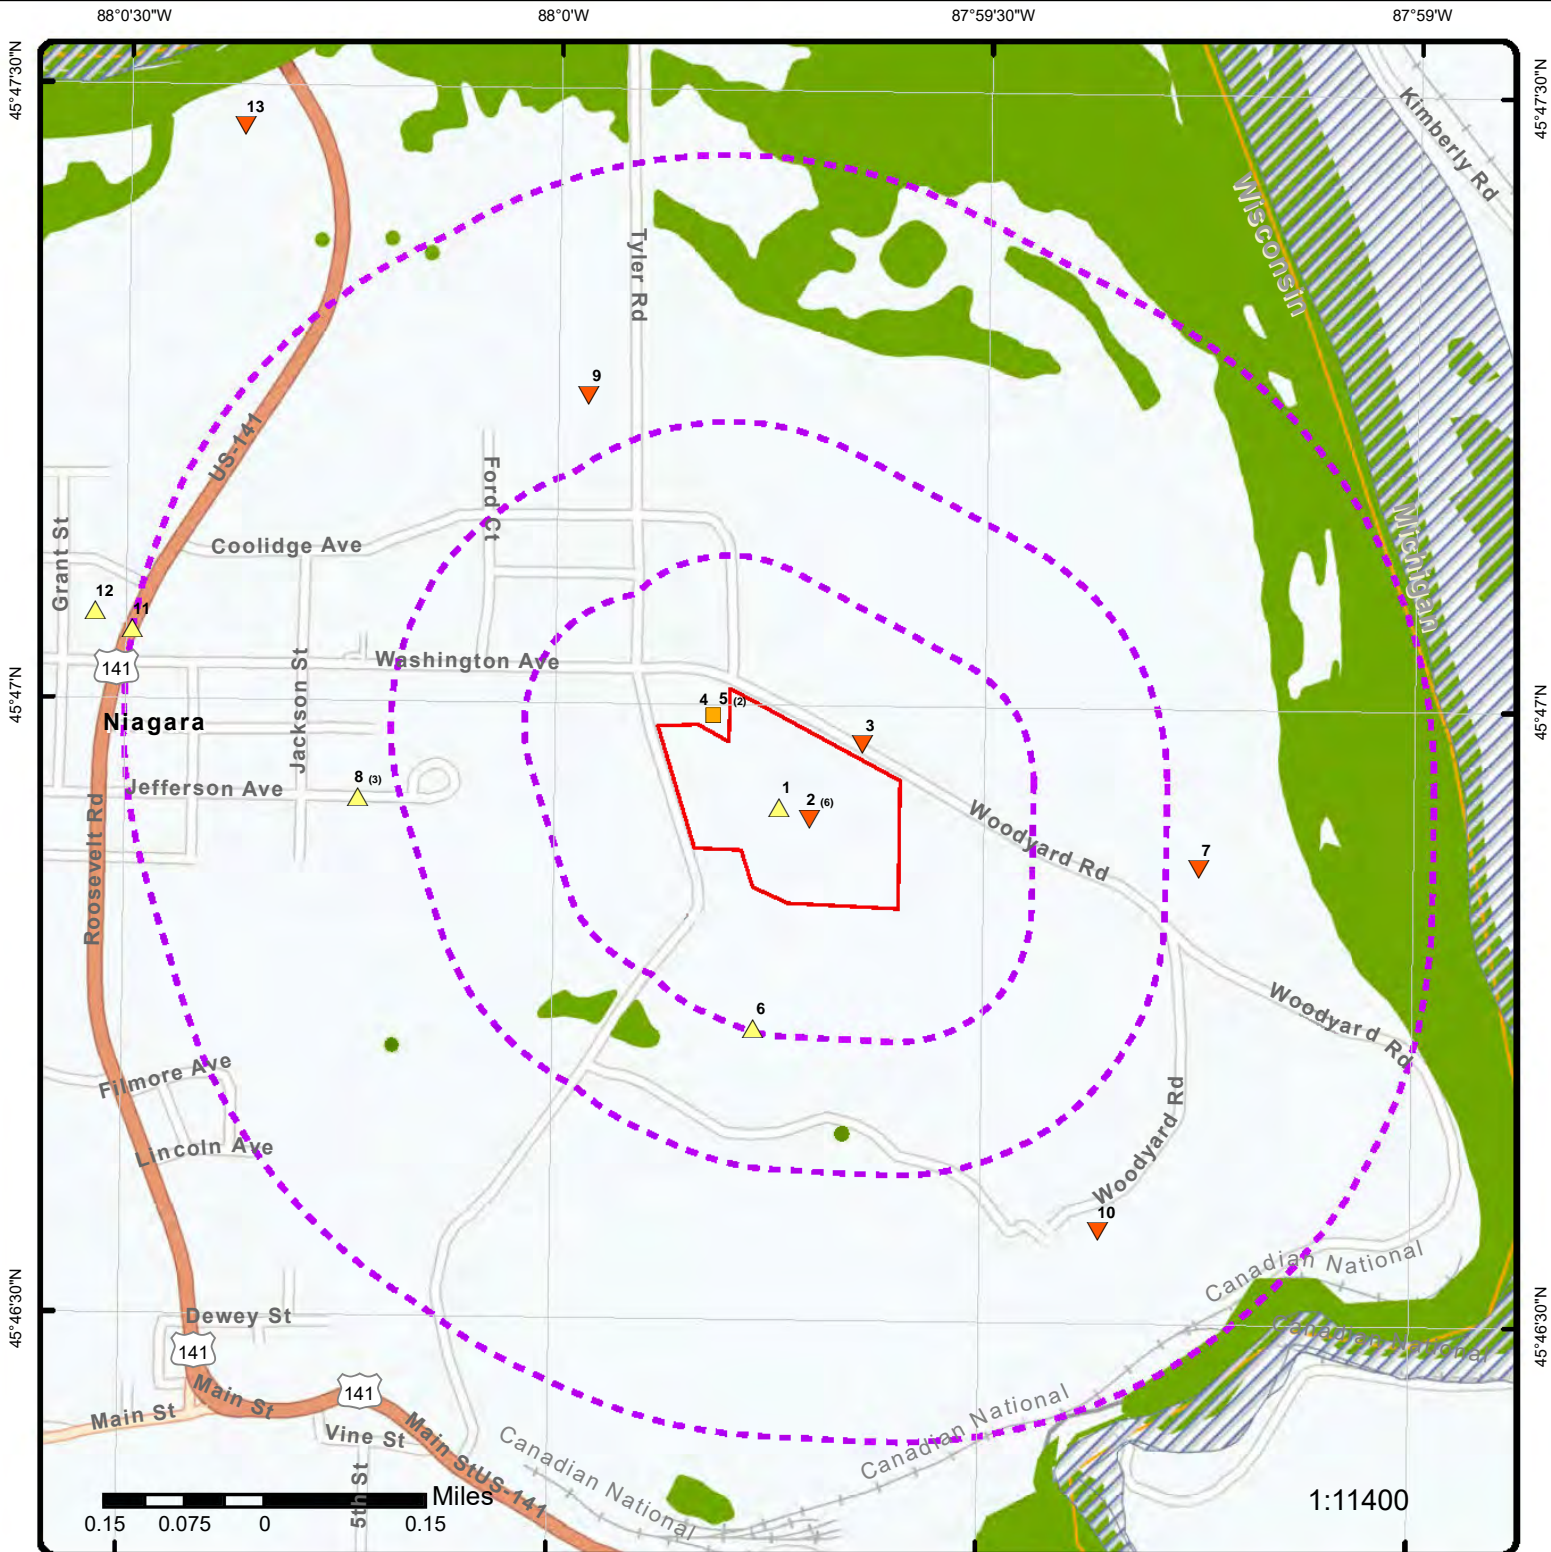 88°0'30"W
88°0'W
87°59'30"W
87°59'W
45°47'30"N
45°47'30"N
13
Kimberly Rd
Wisconsin
Tyler Rd
9
US-141
Ford Ct
Michigan
Coolidge Ave
Grant St
12
11
141
Washington Ave
Jackson St
45°47'N
45°47'N
Niagara
4
5 (2)
3
8 (3)
Jefferson Ave
1
2 (6)
Woodyard Rd
7
Roosevelt Rd
6
Woodyard Rd
Filmore Ave
Lincoln Ave
Woodyard Rd
10
Canadian National
45°46'30"N
45°46'30"N
Dewey St
Canadian National
141
141
Main St
Main St
Vine St
Main St
US-141
Canadian National
Canadian National
5th St
Miles
0.15
0.075
0
0.15
1:11400